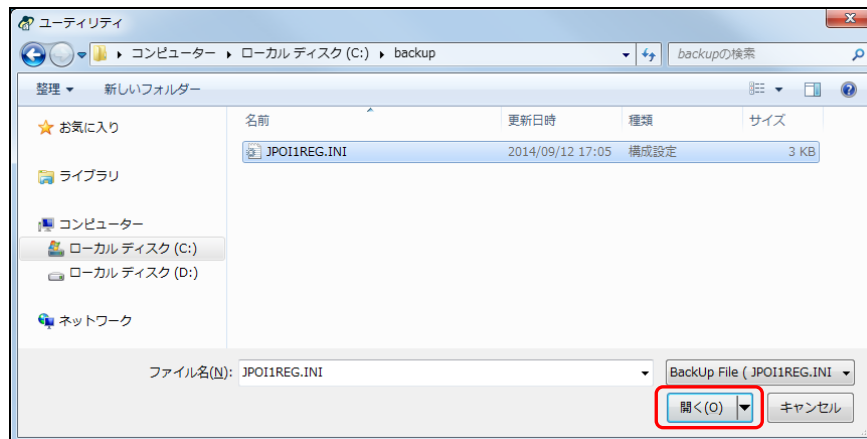 ユーティリティ
コンピューター ▸ ローカル ディスク (C:) ▸ backup
backupの検索
整理 ▼ 新しいフォルダー
お気に入り
ライブラリ
コンピューター
ローカル ディスク (C:)
ローカル ディスク (D:)
ネットワーク
名前 更新日時 種類 サイズ
JPOI1REG.INI 2014/09/12 17:05 構成設定 3 KB
ファイル名(N): JPOI1REG.INI BackUp File ( JPOI1REG.INI
開く(O) キャンセル